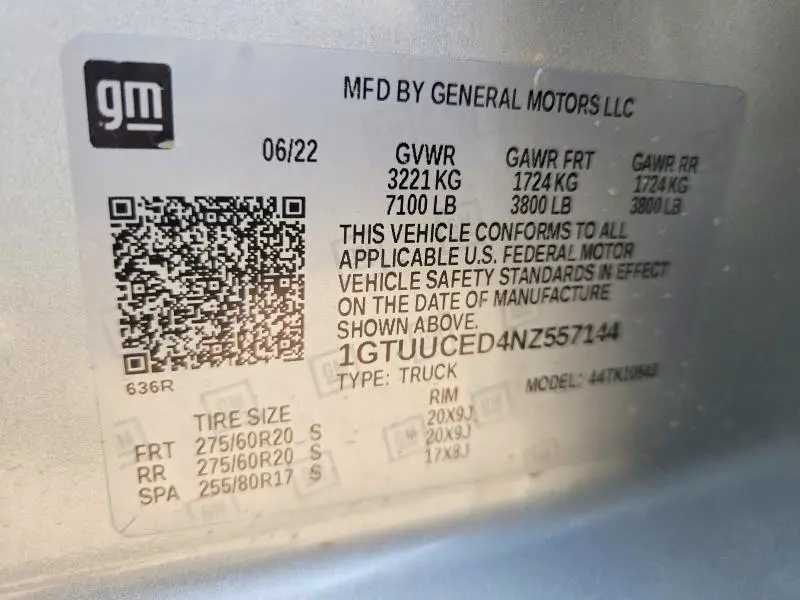 gm
MFD BY GENERAL MOTORS LLC
06/22 GVWR GAWR FRT GAWR RR
3221 KG 1724 KG 1724 KG
7100 LB 3800 LB 3800 LB
THIS VEHICLE CONFORMS TO ALL
APPLICABLE U.S. FEDERAL MOTOR
VEHICLE SAFETY STANDARDS IN EFFECT
ON THE DATE OF MANUFACTURE
SHOWN ABOVE.
1GTUUCED4NZ557144
636R
TYPE: TRUCK MODEL:
TIRE SIZE RIM
FRT 275/60R20 S 20X9J
RR 275/60R20 S 20X9J
SPA 255/80R17 S 17X8J